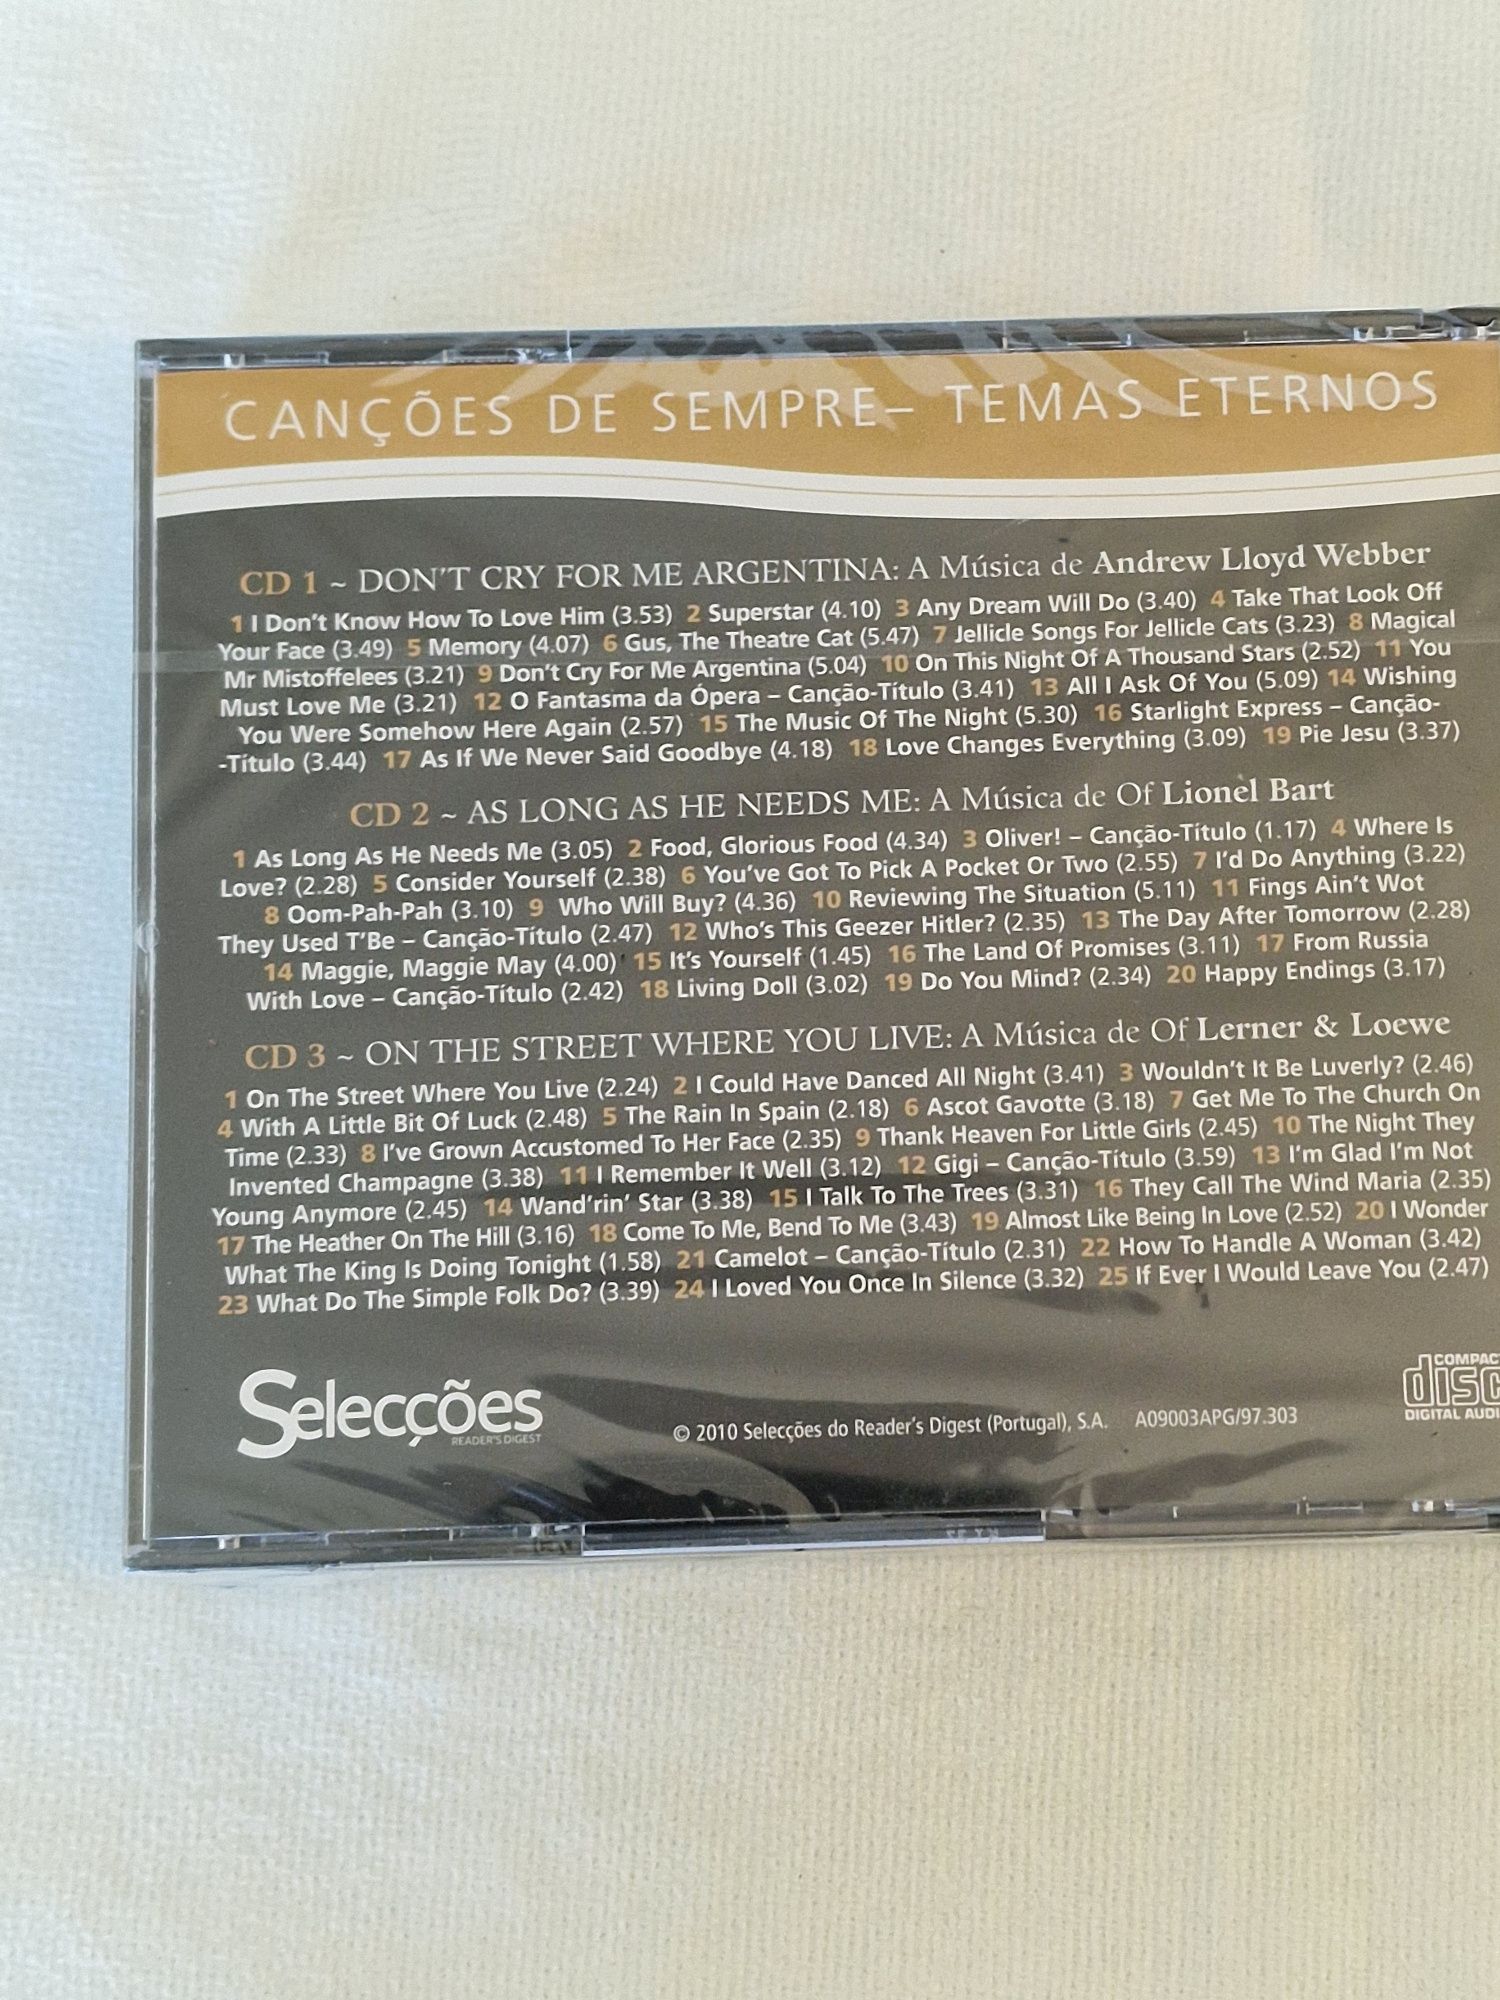 CANÇÕES DE SEMPRE– TEMAS ETERNOS
CD 1 ~ DON'T CRY FOR ME ARGENTINA: A Música de Andrew Lloyd Webber
1 I Don't Know How To Love Him (3.53) 2 Superstar (4.10) 3 Any Dream Will Do (3.40) 4 Take That Look Off
Your Face (3.49) 5 Memory (4.07) 6 Gus, The Theatre Cat (5.47) 7 Jellicle Songs For Jellicle Cats (3.23) 8 Magical
Mr Mistoffelees (3.21) 9 Don't Cry For Me Argentina (5.04) 10 On This Night Of A Thousand Stars (2.52) 11 You
Must Love Me (3.21) 12 O Fantasma da Ópera – Canção-Título (3.41) 13 All I Ask Of You (5.09) 14 Wishing
You Were Somehow Here Again (2.57) 15 The Music Of The Night (5.30) 16 Starlight Express – Canção-
-Título (3.44) 17 As If We Never Said Goodbye (4.18) 18 Love Changes Everything (3.09) 19 Pie Jesu (3.37)
CD 2 ~ AS LONG AS HE NEEDS ME: A Música de Of Lionel Bart
1 As Long As He Needs Me (3.05) 2 Food, Glorious Food (4.34) 3 Oliver! – Canção-Título (1.17) 4 Where Is
Love? (2.28) 5 Consider Yourself (2.38) 6 You've Got To Pick A Pocket Or Two (2.55) 7 I'd Do Anything (3.22)
8 Oom-Pah-Pah (3.10) 9 Who Will Buy? (4.36) 10 Reviewing The Situation (5.11) 11 Fings Ain't Wot
They Used T'Be – Canção-Título (2.47) 12 Who's This Geezer Hitler? (2.35) 13 The Day After Tomorrow (2.28)
14 Maggie, Maggie May (4.00) 15 It's Yourself (1.45) 16 The Land Of Promises (3.11) 17 From Russia
With Love – Canção-Título (2.42) 18 Living Doll (3.02) 19 Do You Mind? (2.34) 20 Happy Endings (3.17)
CD 3 ~ ON THE STREET WHERE YOU LIVE: A Música de Of Lerner & Loewe
1 On The Street Where You Live (2.24) 2 I Could Have Danced All Night (3.41) 3 Wouldn't It Be Luverly? (2.46)
4 With A Little Bit Of Luck (2.48) 5 The Rain In Spain (2.18) 6 Ascot Gavotte (3.18) 7 Get Me To The Church On
Time (2.33) 8 I've Grown Accustomed To Her Face (2.35) 9 Thank Heaven For Little Girls (2.45) 10 The Night They
Invented Champagne (3.38) 11 I Remember It Well (3.12) 12 Gigi – Canção-Título (3.59) 13 I'm Glad I'm Not
Young Anymore (2.45) 14 Wand'rin' Star (3.38) 15 I Talk To The Trees (3.31) 16 They Call The Wind Maria (2.35)
17 The Heather On The Hill (3.16) 18 Come To Me, Bend To Me (3.43) 19 Almost Like Being In Love (2.52) 20 I Wonder
What The King Is Doing Tonight (1.58) 21 Camelot – Canção-Título (2.31) 22 How To Handle A Woman (3.42)
23 What Do The Simple Folk Do? (3.39) 24 I Loved You Once In Silence (3.32) 25 If Ever I Would Leave You (2.47)
Selecções
READER'S DIGEST
© 2010 Selecções do Reader's Digest (Portugal), S.A. A09003APG/97.303
COMPACT
disc
DIGITAL AUDI